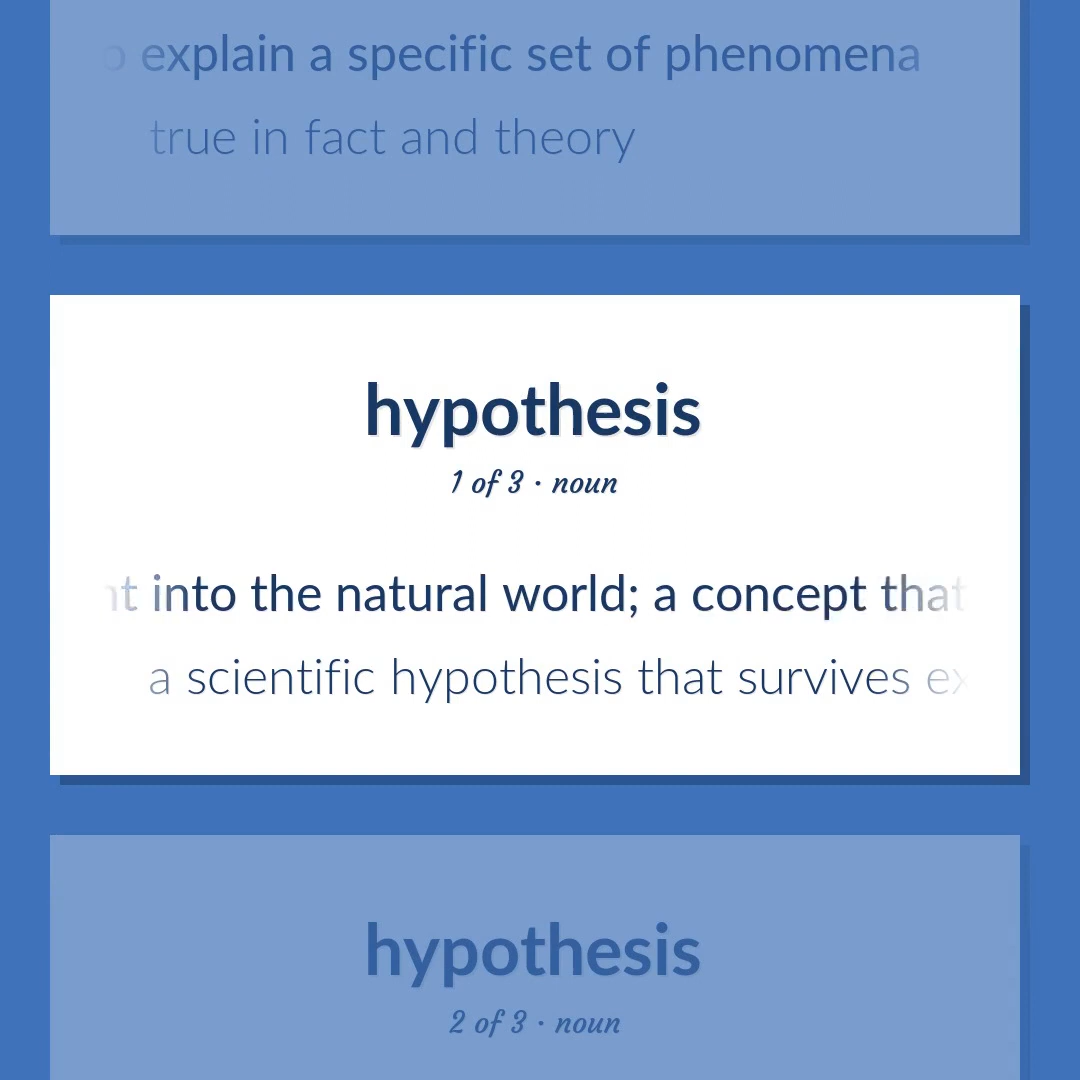 explain a specific set of phenomena
true in fact and theory
hypothesis
1 of 3 · noun
into the natural world; a concept that
a scientific hypothesis that survives
hypothesis
2 of 3 · noun